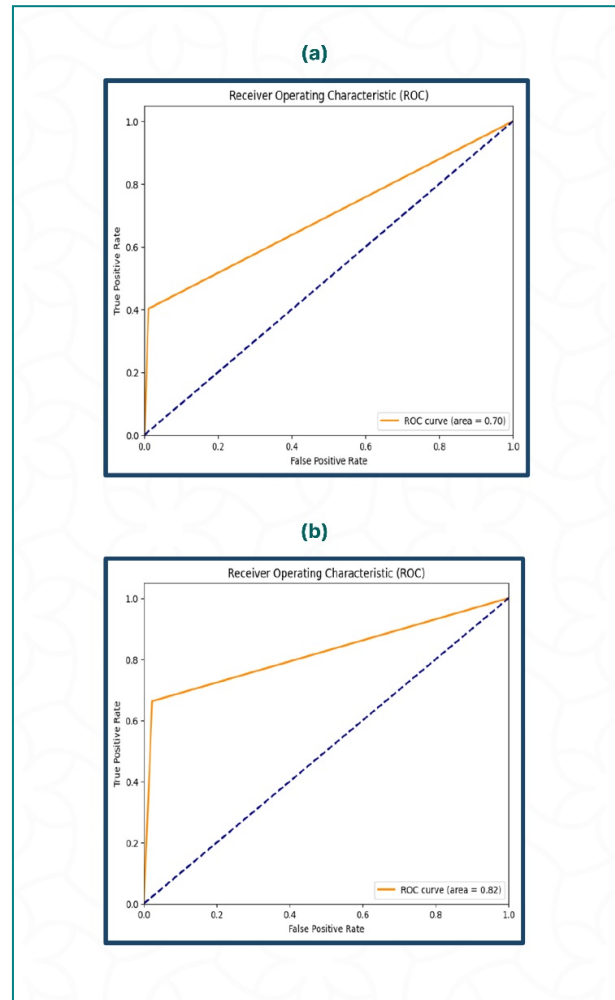 (a)
Receiver Operating Characteristic (ROC)
1.0
0.8
0.6
0.4
0.2
0.0
True Positive Rate
ROC curve (area = 0.70)
0.0 0.2 0.4 0.6 0.8 1.0
False Positive Rate
(b)
Receiver Operating Characteristic (ROC)
1.0
0.8
0.6
0.4
0.2
0.0
True Positive Rate
ROC curve (area = 0.82)
0.0 0.2 0.4 0.6 0.8 1.0
False Positive Rate